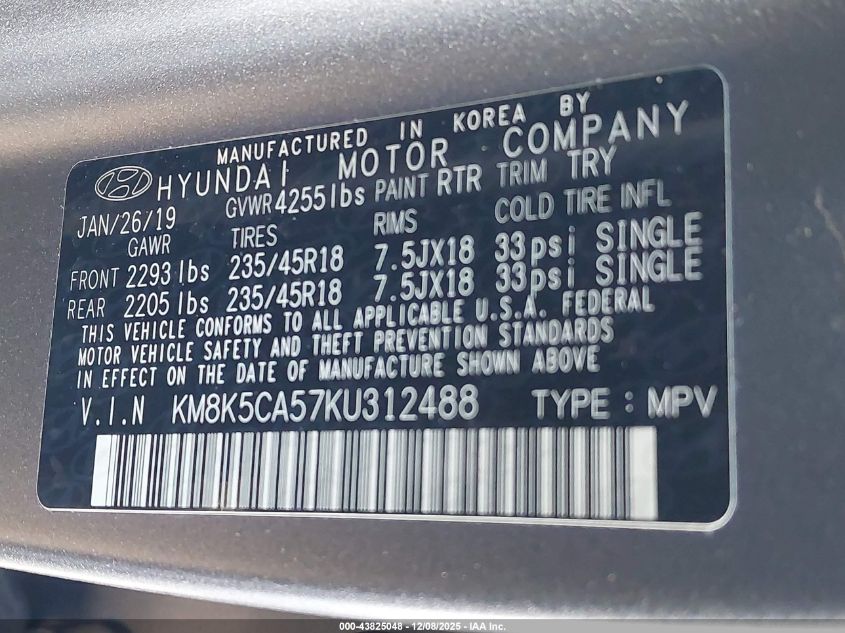 MANUFACTURED IN KOREA BY
HYUNDAI MOTOR COMPANY
JAN/26/19 GVWR 4255 lbs PAINT RTR TRIM TRY
GAWR TIRES RIMS COLD TIRE INFL
FRONT 2293 lbs 235/45R18 7.5JX18 33psi SINGLE
REAR 2205 lbs 235/45R18 7.5JX18 33psi SINGLE
THIS VEHICLE CONFORMS TO ALL APPLICABLE U.S.A. FEDERAL
MOTOR VEHICLE SAFETY AND THEFT PREVENTION STANDARDS
IN EFFECT ON THE DATE OF MANUFACTURE SHOWN ABOVE
V.I.N KM8K5CA57KU312488 TYPE : MPV
000-43825048 - 12/08/2025 - IAA Inc.